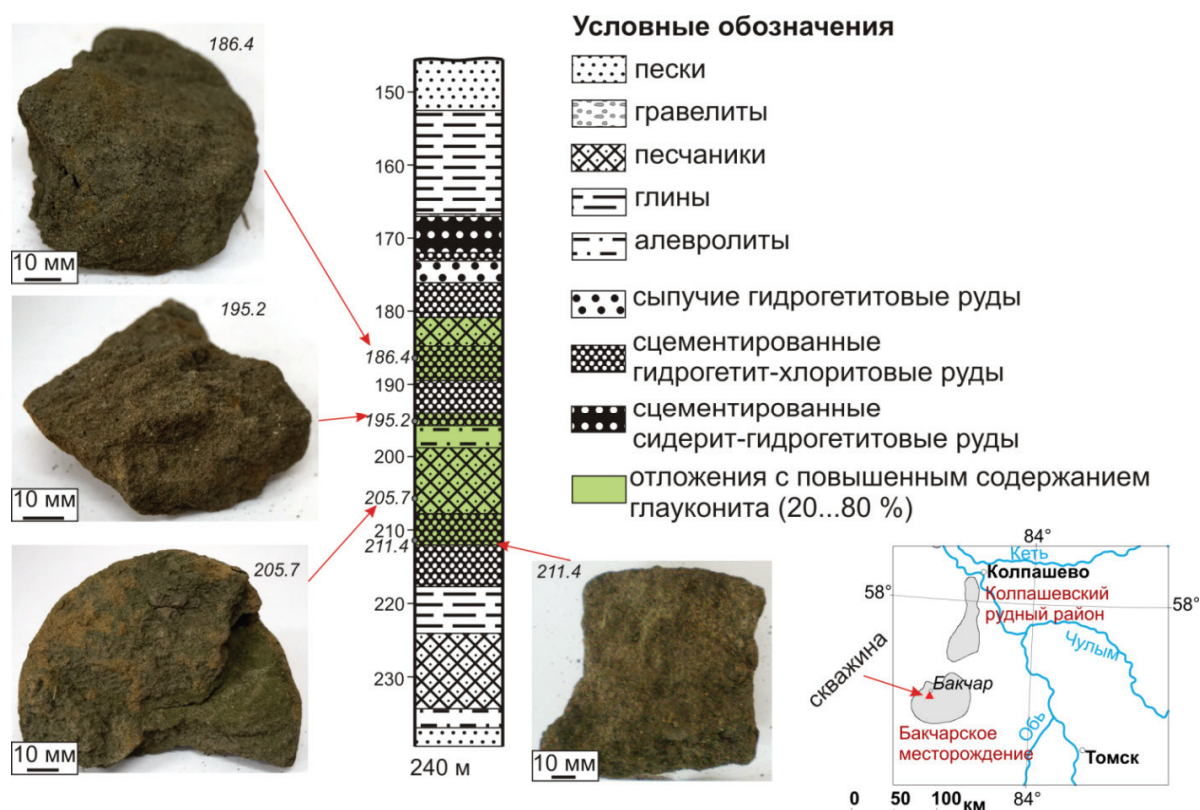 186.4
10 мм
195.2
10 мм
205.7
10 мм
150
160
170
180
186.4
190
195.2
200
205.7
210
211.4
220
230
240 м
211.4
10 мм
Условные обозначения
пески
гравелиты
песчаники
глины
алевролиты
сыпучие гидрогетитовые руды
сцементированные
гидрогетит-хлоритовые руды
сцементированные
сидерит-гидрогетитовые руды
отложения с повышенным содержанием
глауконита (20...80 %)
84°
Кеть
Колпашево
58°
58°
Колпашевский
рудный район
Чулым
скважина
Бакчар
Бакчарское
месторождение
Обь
Томск
0 50 100 км
84°